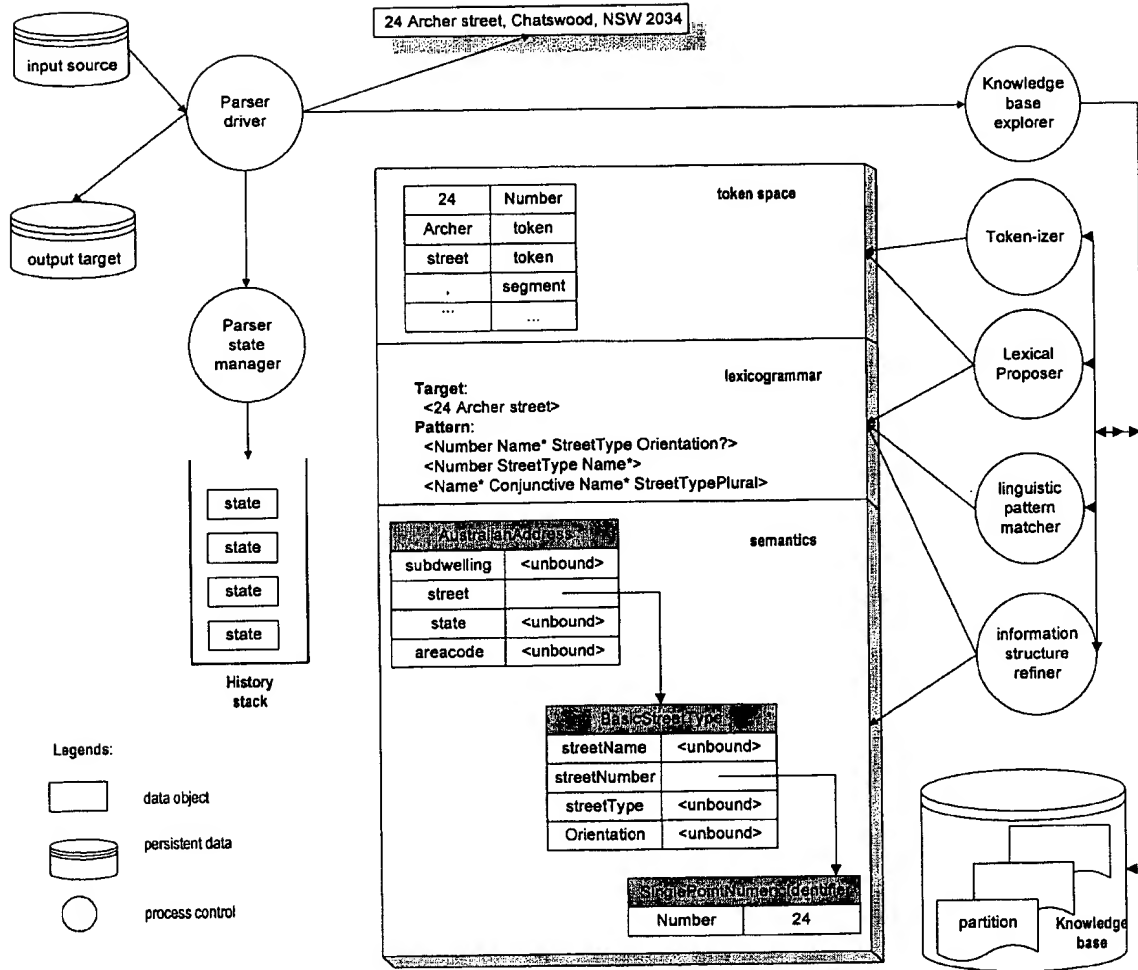 24 Archer street, Chatswood, NSW 2034
input source
Parser
driver
Knowledge
base
explorer
output target
Parser
state
manager
state
state
state
state
History
stack
token space
24 Number
Archer token
street token
, segment
... ...
lexicogrammar
Target:
<24 Archer street>
Pattern:
<Number Name* StreetType Orientation?>
<Number StreetType Name*>
<Name* Conjunctive Name* StreetTypePlural>
semantics
AustralianAddress
subdwelling <unbound>
street
state <unbound>
areacode <unbound>
BasicStreetType
streetName <unbound>
streetNumber
streetType <unbound>
Orientation <unbound>
SinglePointNumericIdentifier
Number 24
Token-izer
Lexical
Proposer
linguistic
pattern
matcher
information
structure
refiner
partition
Knowledge
base
Legends:
data object
persistent data
process control